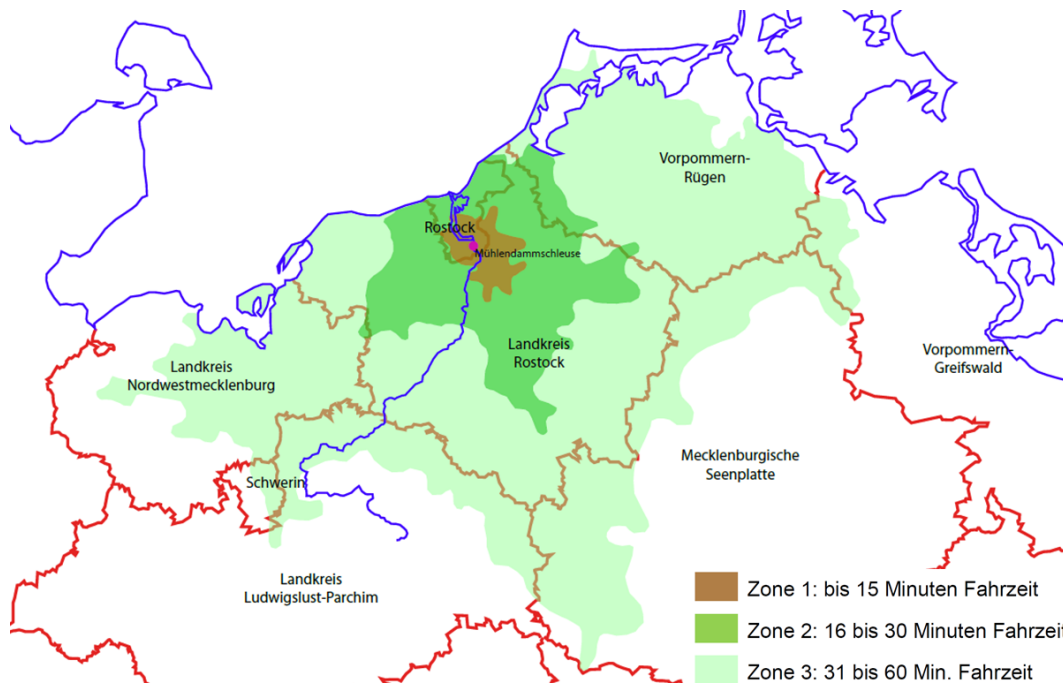 Vorpommern-
Rügen
Rostock
Mühlendammschleuse
Landkreis
Rostock
Vorpommern-
Greifswald
Landkreis
Nordwestmecklenburg
Mecklenburgische
Seenplatte
Schwerin
Landkreis
Ludwigslust-Parchim
Zone 1: bis 15 Minuten Fahrzeit
Zone 2: 16 bis 30 Minuten Fahrzeit
Zone 3: 31 bis 60 Min. Fahrzeit